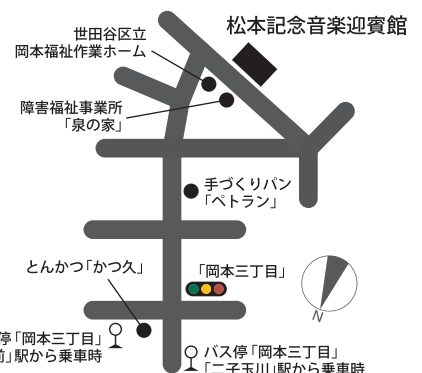 世田谷区立
岡本福祉作業ホーム
松本記念音楽迎賓館
障害福祉事業所
「泉の家」
手づくりパン
「ペトラン」
とんかつ「かつ久」
「岡本三丁目」
N
停「岡本三丁目」
前」駅から乗車時
バス停「岡本三丁目」
「二子玉川」駅から乗車時